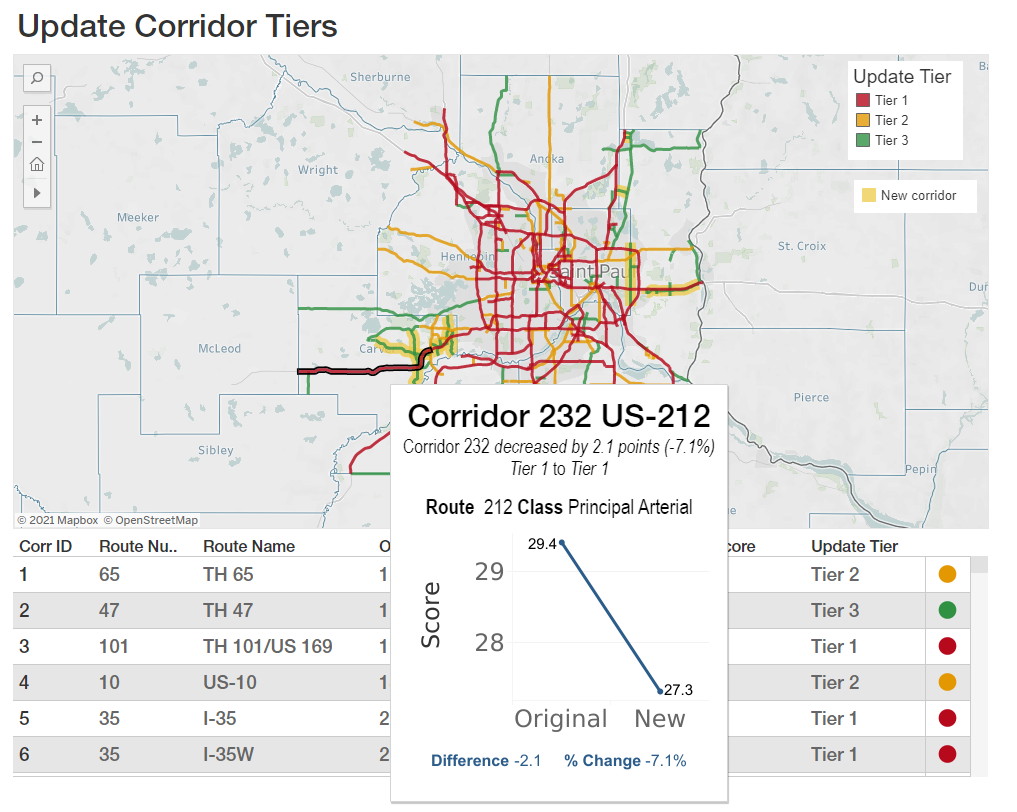 Update Corridor Tiers
Sherburne
Update Tier
Tier 1
Tier 2
Tier 3
Anoka
Wright
New corridor
Meeker
St. Croix
Hennepin
Saint Paul
McLeod
Pierce
Sibley
Pepin
© 2021 Mapbox © OpenStreetMap
Corridor 232 US-212
Corridor 232 decreased by 2.1 points (-7.1%)
Tier 1 to Tier 1
Route 212 Class Principal Arterial
29.4
29
Score
28
27.3
Original New
Difference -2.1 % Change -7.1%
Corr ID Route Nu.. Route Name O core Update Tier
1 65 TH 65 1 Tier 2
2 47 TH 47 1 Tier 3
3 101 TH 101/US 169 1 Tier 1
4 10 US-10 1 Tier 2
5 35 I-35 2 Tier 1
6 35 I-35W 2 Tier 1